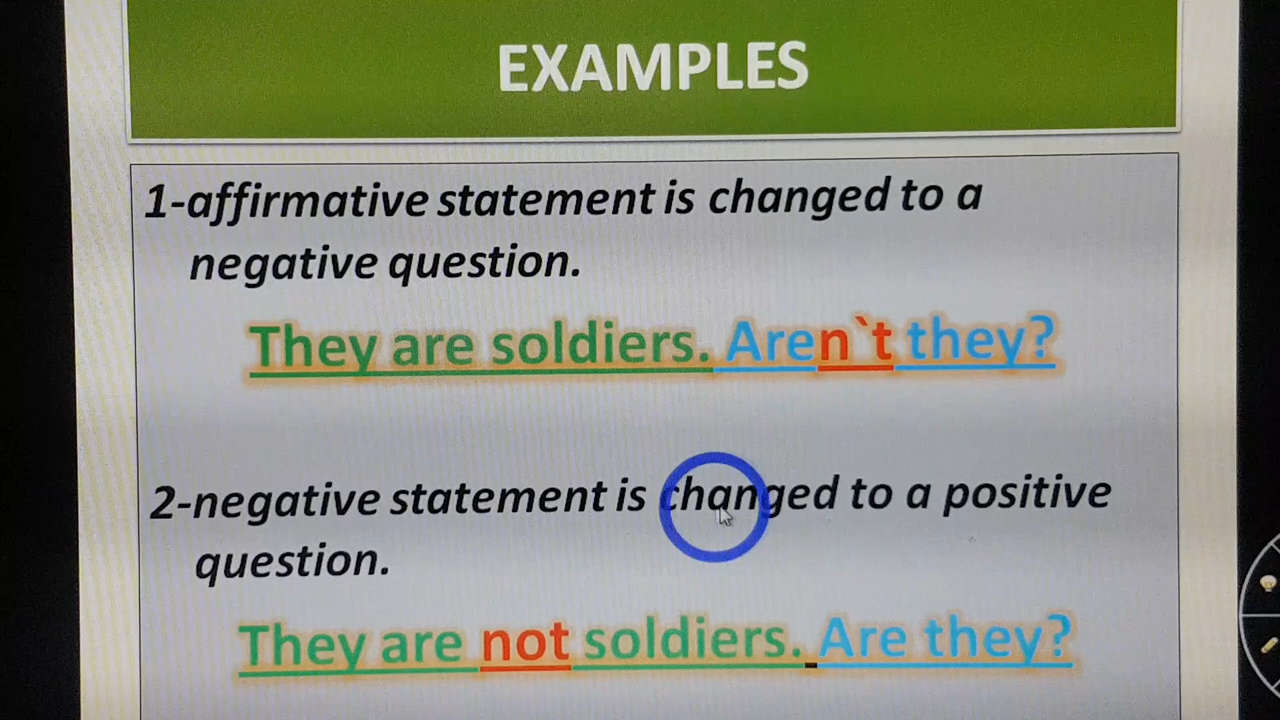 EXAMPLES
1-affirmative statement is changed to a
negative question.
They are soldiers. Aren`t they?
2-negative statement is changed to a positive
question.
They are not soldiers. Are they?